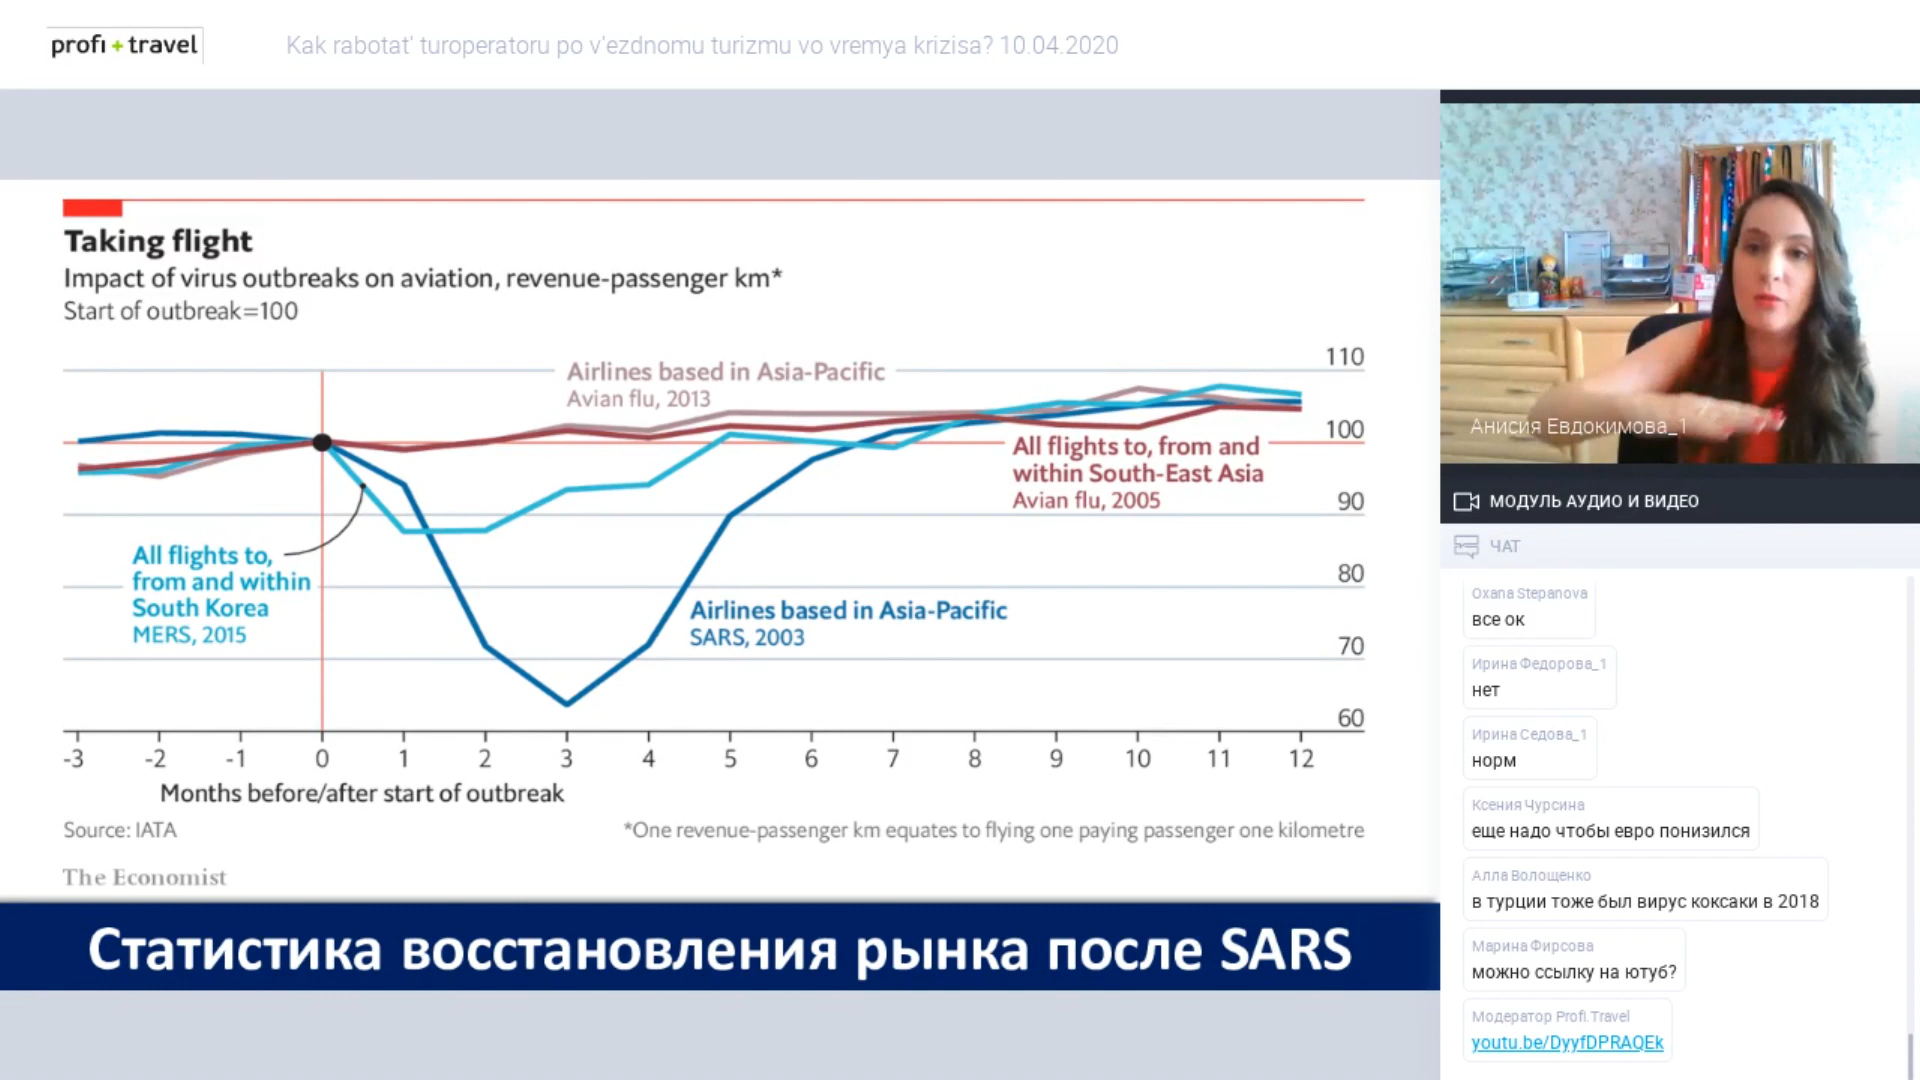 profi + travel
Kak rabotat' turoperatoru po v'ezdnomu turizmu vo vremya krizisa? 10.04.2020
Taking flight
Impact of virus outbreaks on aviation, revenue-passenger km*
Start of outbreak=100
Airlines based in Asia-Pacific
Avian flu, 2013
110
100
90
80
70
60
All flights to, from and
within South-East Asia
Avian flu, 2005
All flights to,
from and within
South Korea
MERS, 2015
Airlines based in Asia-Pacific
SARS, 2003
-3 -2 -1 0 1 2 3 4 5 6 7 8 9 10 11 12
Months before/after start of outbreak
Source: IATA
*One revenue-passenger km equates to flying one paying passenger one kilometre
The Economist
Статистика восстановления рынка после SARS
Анисия Евдокимова_1
МОДУЛЬ АУДИО И ВИДЕО
ЧАТ
Oxana Stepanova
все ок
Ирина Федорова_1
нет
Ирина Седова_1
норм
Ксения Чурсина
еще надо чтобы евро понизился
Алла Волощенко
в турции тоже был вирус коксаки в 2018
Марина Фирсова
можно ссылку на ютуб?
Модератор Profi.Travel
youtu.be/DyyfDPRAQEk